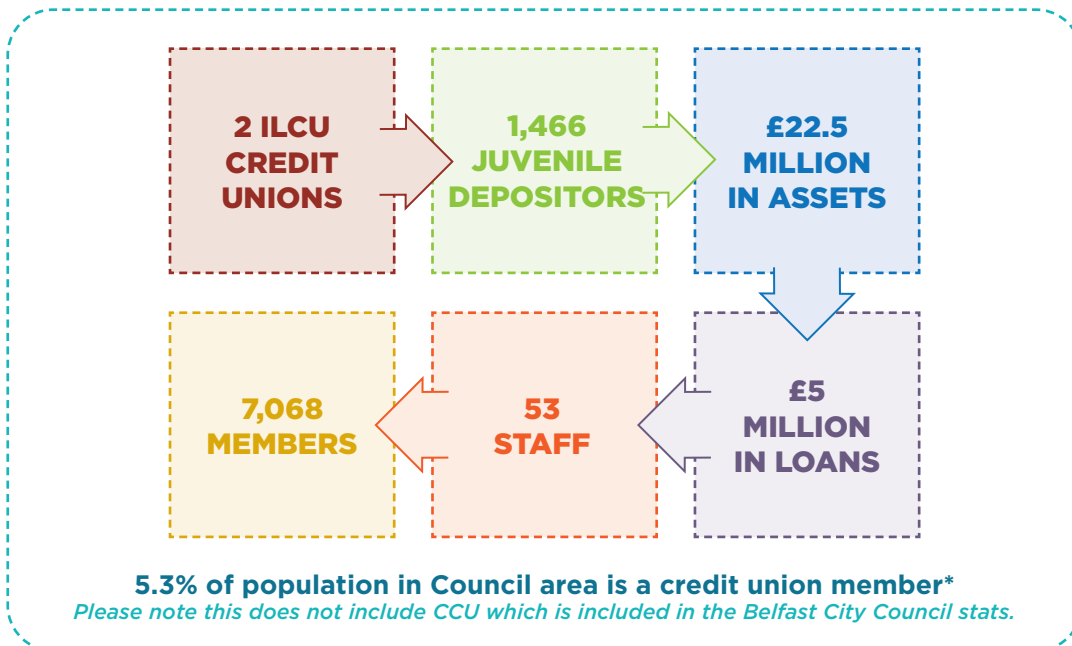 2 ILCU
CREDIT
UNIONS
1,466
JUVENILE
DEPOSITORS
£22.5
MILLION
IN ASSETS
£5
MILLION
IN LOANS
53
STAFF
7,068
MEMBERS
5.3% of population in Council area is a credit union member*
Please note this does not include CCU which is included in the Belfast City Council stats.